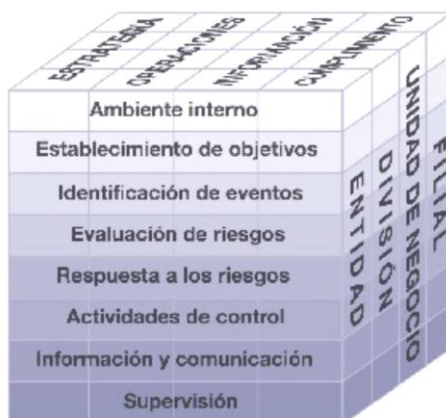 ESTRATEGIA
OPERACIONES
INFORMACIÓN
CUMPLIMIENTO
Ambiente interno
Establecimiento de objetivos
Identificación de eventos
Evaluación de riesgos
Respuesta a los riesgos
Actividades de control
Información y comunicación
Supervisión
ENTIDAD
DIVISIÓN
UNIDAD DE NEGOCIO
FILIAL